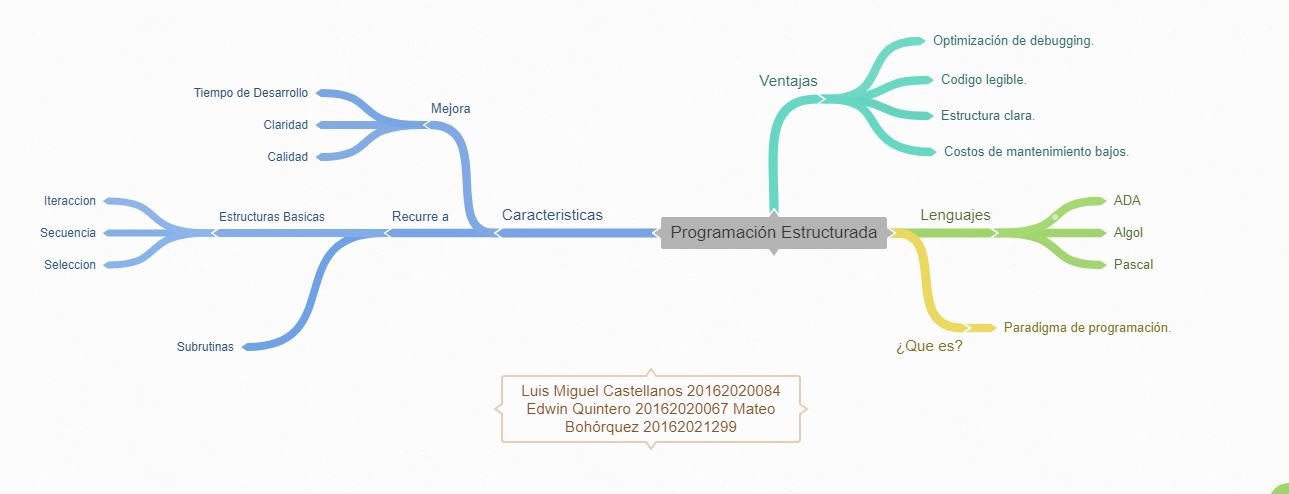 Optimización de debugging.
Ventajas
Codigo legible.
Estructura clara.
Costos de mantenimiento bajos.
Tiempo de Desarrollo
Mejora
Claridad
Calidad
Iteraccion
Estructuras Basicas
Recurre a
Caracteristicas
Secuencia
Seleccion
Subrutinas
Programación Estructurada
Lenguajes
ADA
Algol
Pascal
Paradigma de programación.
¿Que es?
Luis Miguel Castellanos 20162020084
Edwin Quintero 20162020067 Mateo
Bohórquez 20162021299